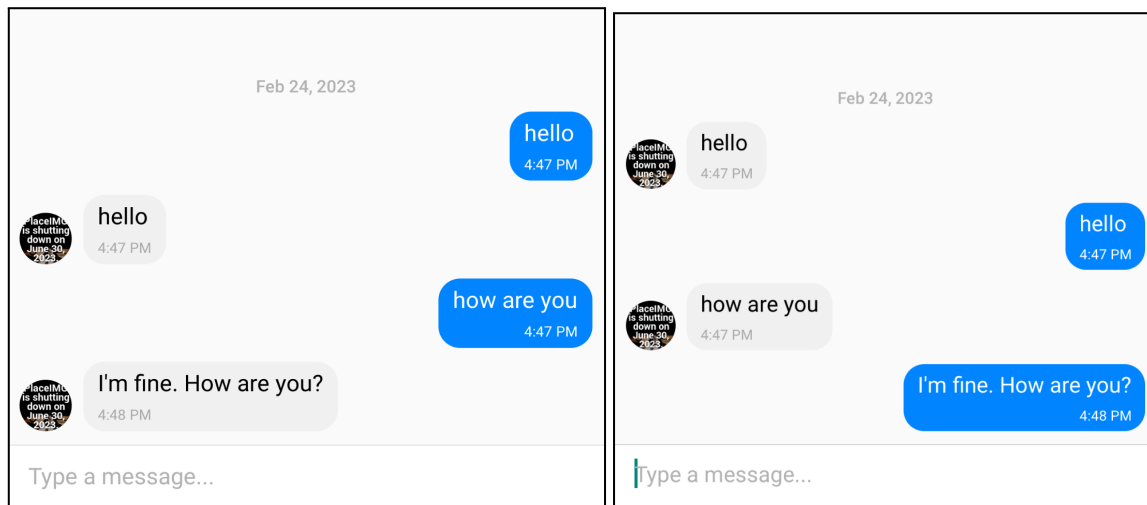 Feb 24, 2023
hello
4:47 PM
PlaceIMG
is shutting
down on
June 30,
2023.
hello
4:47 PM
how are you
4:47 PM
PlaceIMG
is shutting
down on
June 30,
2023.
I'm fine. How are you?
4:48 PM
Type a message...
Feb 24, 2023
PlaceIMG
is shutting
down on
June 30,
2023.
hello
4:47 PM
hello
4:47 PM
PlaceIMG
is shutting
down on
June 30,
2023.
how are you
4:47 PM
I'm fine. How are you?
4:48 PM
Type a message...